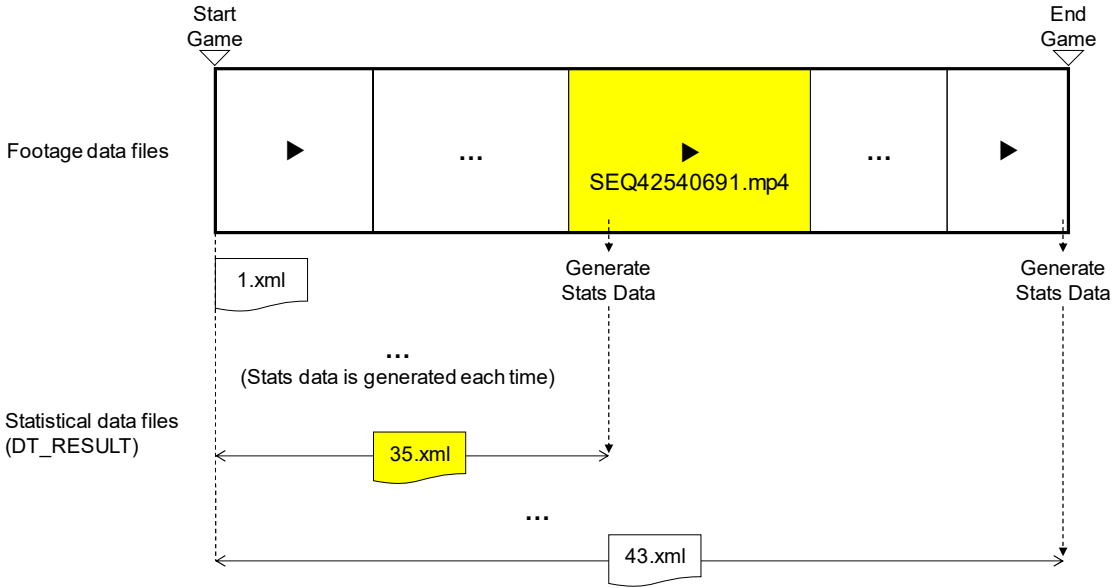 Start
Game
End
Game
Footage data files
...
SEQ42540691.mp4
...
1.xml
Generate
Stats Data
Generate
Stats Data
...
(Stats data is generated each time)
Statistical data files
(DT_RESULT)
35.xml
...
43.xml